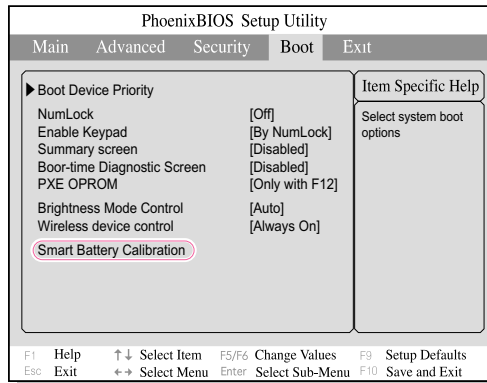 PhoenixBIOS Setup Utility
Main Advanced Security Boot Exit
Boot Device Priority
NumLock [Off]
Enable Keypad [By NumLock]
Summary screen [Disabled]
Boor-time Diagnostic Screen [Disabled]
PXE OPROM [Only with F12]
Brightness Mode Control [Auto]
Wireless device control [Always On]
Smart Battery Calibration
Item Specific Help
Select system boot
options
F1 Help ↑↓ Select Item F5/F6 Change Values F9 Setup Defaults
Esc Exit ←→ Select Menu Enter Select Sub-Menu F10 Save and Exit